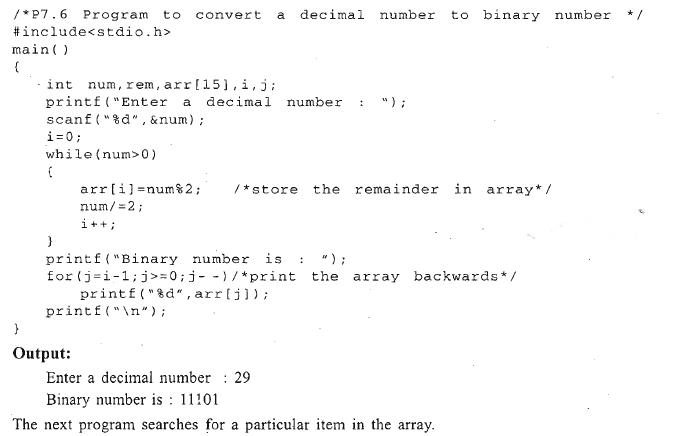 /*P7.6 Program to convert a decimal number to binary number */
#include<stdio.h>
main( )
{
int num,rem,arr[15],i,j;
printf("Enter a decimal number : ");
scanf("%d",&num);
i=0;
while(num>0)
{
arr[i]=num%2; /*store the remainder in array*/
num/=2;
i++;
}
printf("Binary number is : ");
for(j=i-1;j>=0;j- -)/*print the array backwards*/
printf("%d",arr[j]);
printf("\n");
}
Output:
Enter a decimal number : 29
Binary number is : 11101
The next program searches for a particular item in the array.